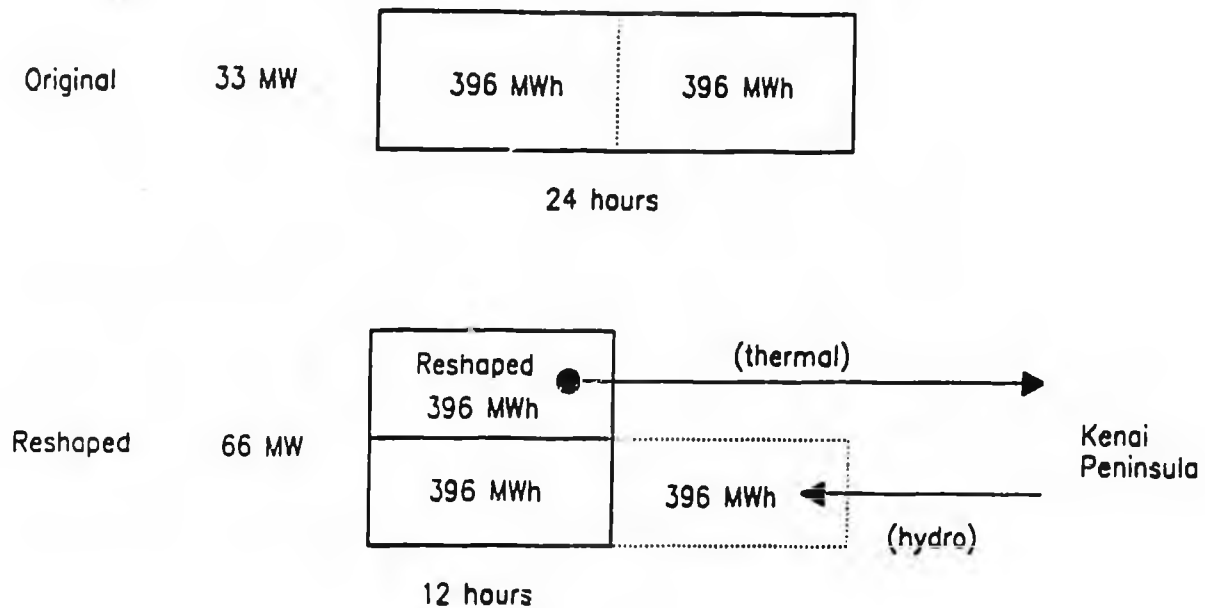 Original 33 MW 396 MWh 396 MWh
24 hours
Reshaped (thermal)
396 MWh
Reshaped 66 MW Kenai
Peninsula
396 MWh 396 MWh
(hydro)
12 hours